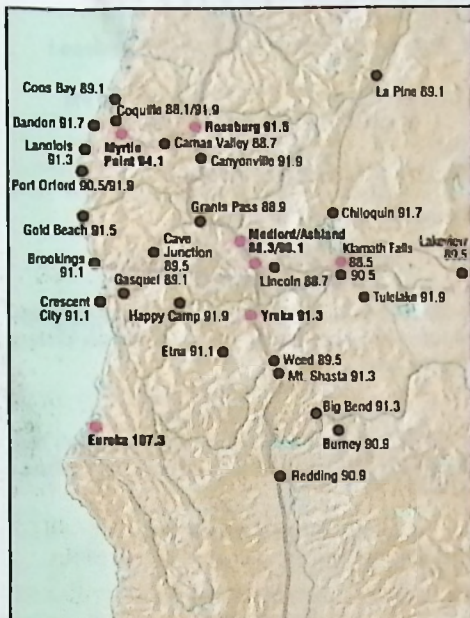 Coos Bay 89.1
La Pine 89.1
Coquille 88.1/91.9
Bandon 91.7
Roseburg 91.5
Myrtle
Point 94.1
Camas Valley 88.7
Langlois
91.3
Canyonville 91.9
Port Orford 90.5/91.9
Grants Pass 88.9
Chiloquin 91.7
Gold Beach 91.5
Medford/Ashland
88.3/89.1
Cave
Junction
89.5
Klamath Falls
88.5
90.5
Lakeview
89.5
Brookings
91.1
Lincoln 88.7
Gasquet 89.1
Crescent
City 91.1
Happy Camp 91.9
Tulelake 91.9
Yreka 91.3
Etna 91.1
Weed 89.5
Mt. Shasta 91.3
Big Bend 91.3
Burney 90.9
Eureka 107.3
Redding 90.9